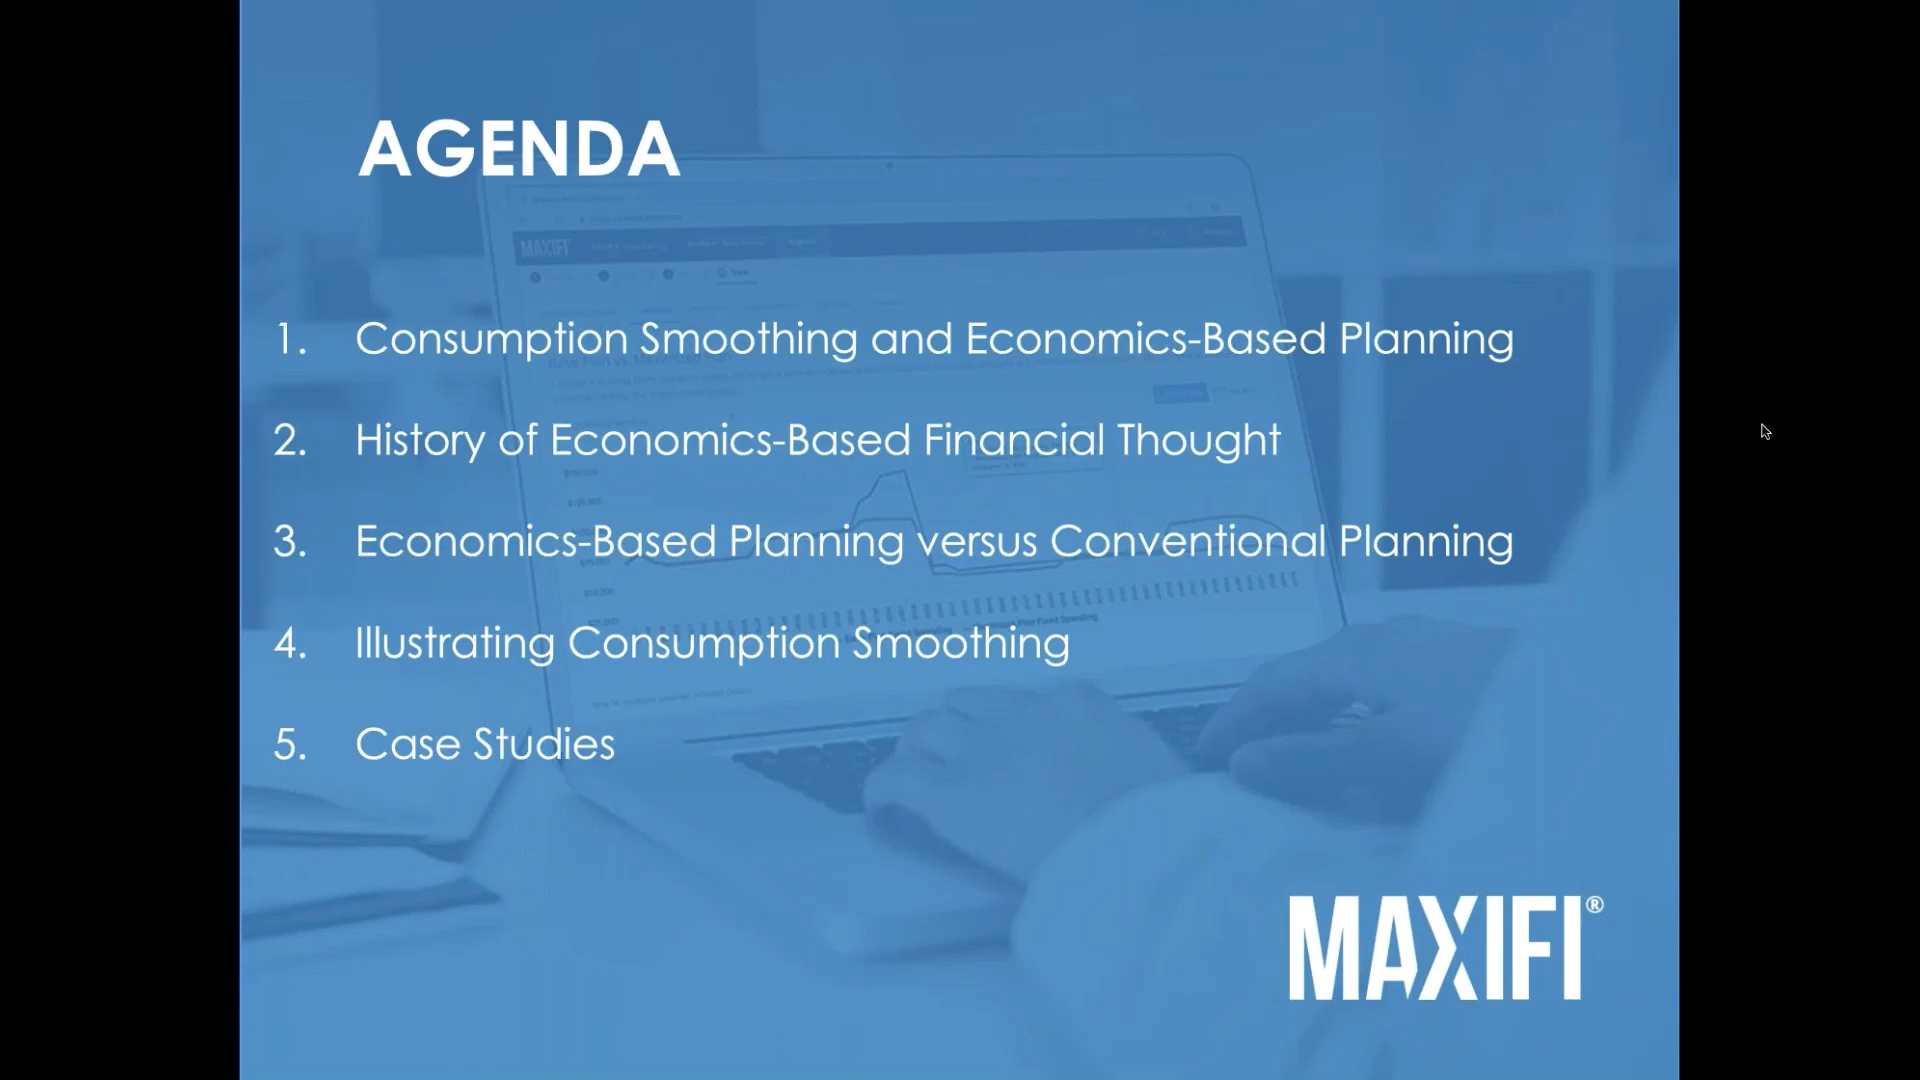 AGENDA
1. Consumption Smoothing and Economics-Based Planning
2. History of Economics-Based Financial Thought
3. Economics-Based Planning versus Conventional Planning
4. Illustrating Consumption Smoothing
5. Case Studies
MAXIFI
MAXIFI®